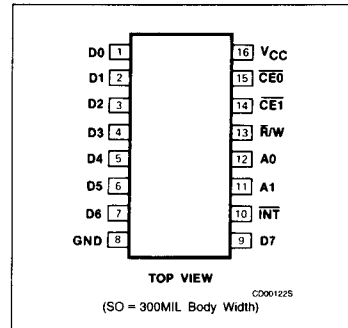 D0 1 16 VCC
D1 2 15 CE0
D2 3 14 CE1
D3 4 13 R/W
D4 5 12 A0
D5 6 11 A1
D6 7 10 INT
GND 8 9 D7
TOP VIEW
CD00122S
(SO = 300MIL Body Width)